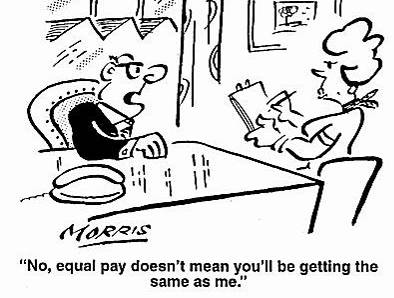 MORRIS
"No, equal pay doesn't mean you'll be getting the
same as me."